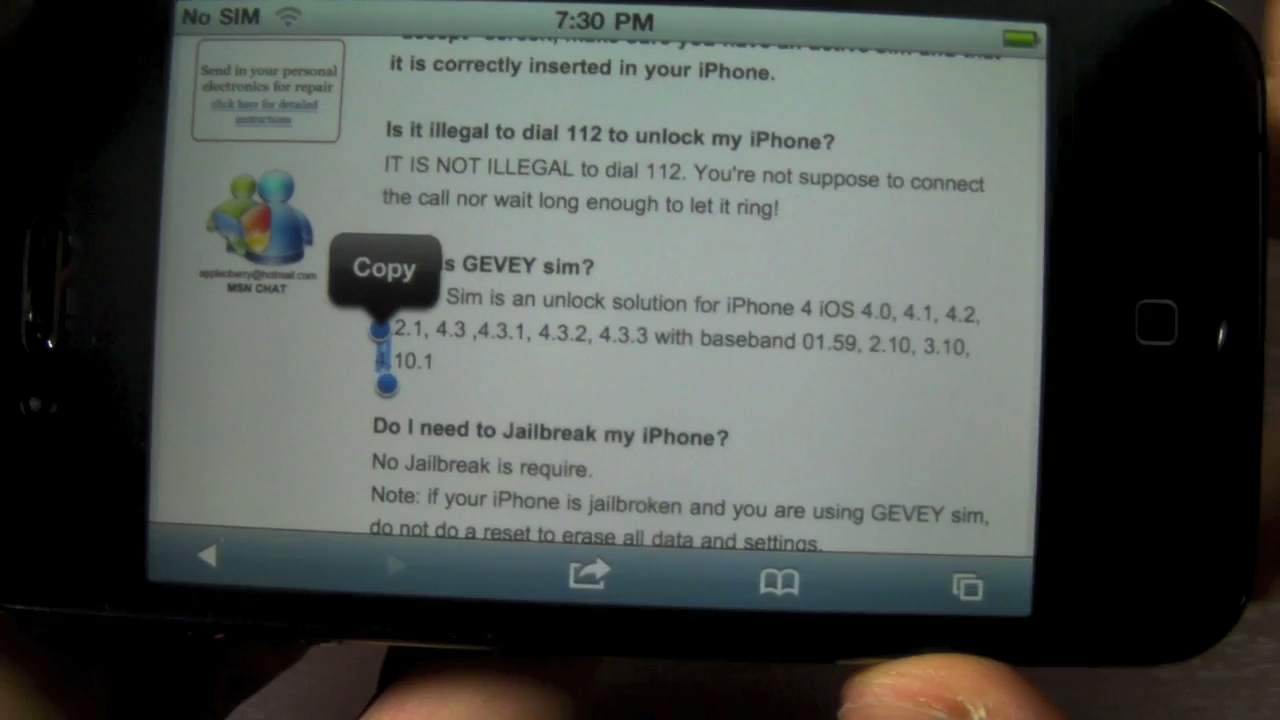 No SIM
7:30 PM
Send in your personal
electronics for repair
click here for detailed
instructions
appleoberry@hotmail.com
MSN CHAT
it is correctly inserted in your iPhone.
Is it illegal to dial 112 to unlock my iPhone?
IT IS NOT ILLEGAL to dial 112. You're not suppose to connect
the call nor wait long enough to let it ring!
Copy
s GEVEY sim?
Sim is an unlock solution for iPhone 4 iOS 4.0, 4.1, 4.2,
2.1, 4.3 ,4.3.1, 4.3.2, 4.3.3 with baseband 01.59, 2.10, 3.10,
4.10.1
Do I need to Jailbreak my iPhone?
No Jailbreak is require.
Note: if your iPhone is jailbroken and you are using GEVEY sim,
do not do a reset to erase all data and settings.